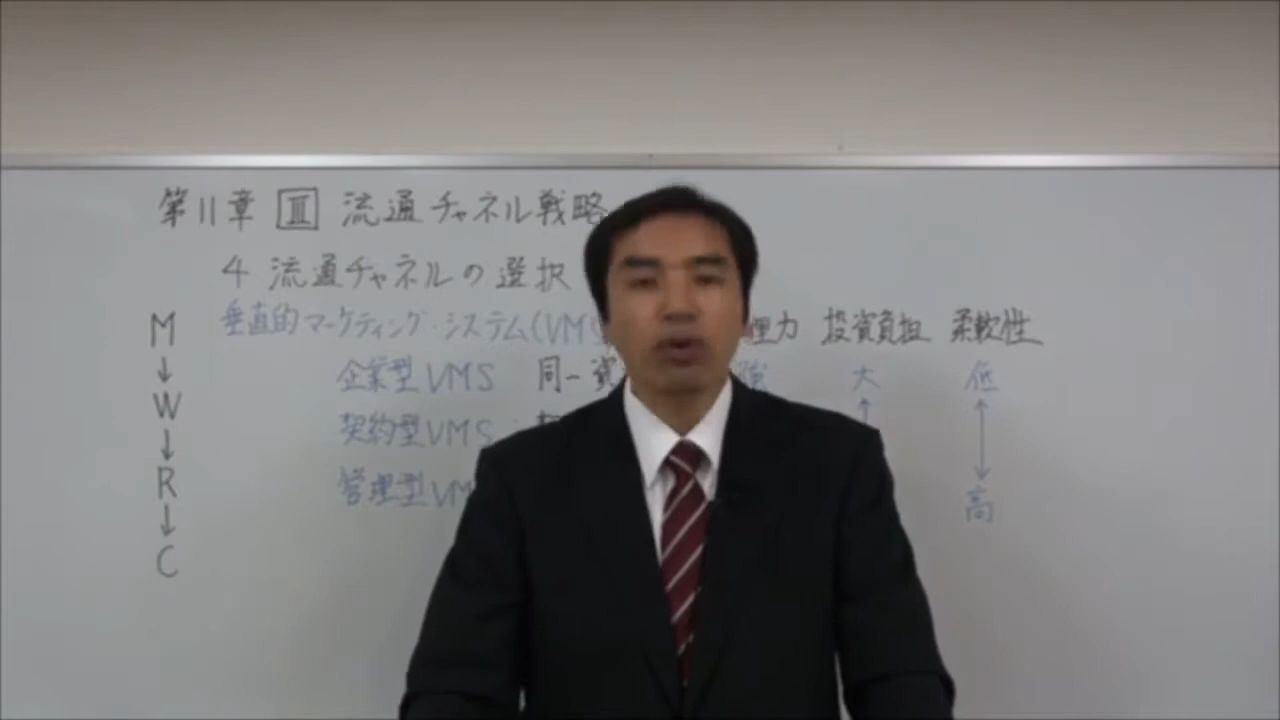 第11章 Ⅲ 流通チャネル戦略
4 流通チャネルの選択
垂直的マーケティング・システム(VM 理力 投資負担 柔軟性
企業型VMS 同一資 強 大 低
契約型VMS
管理型VM 高
M
↓
W
↓
R
↓
C